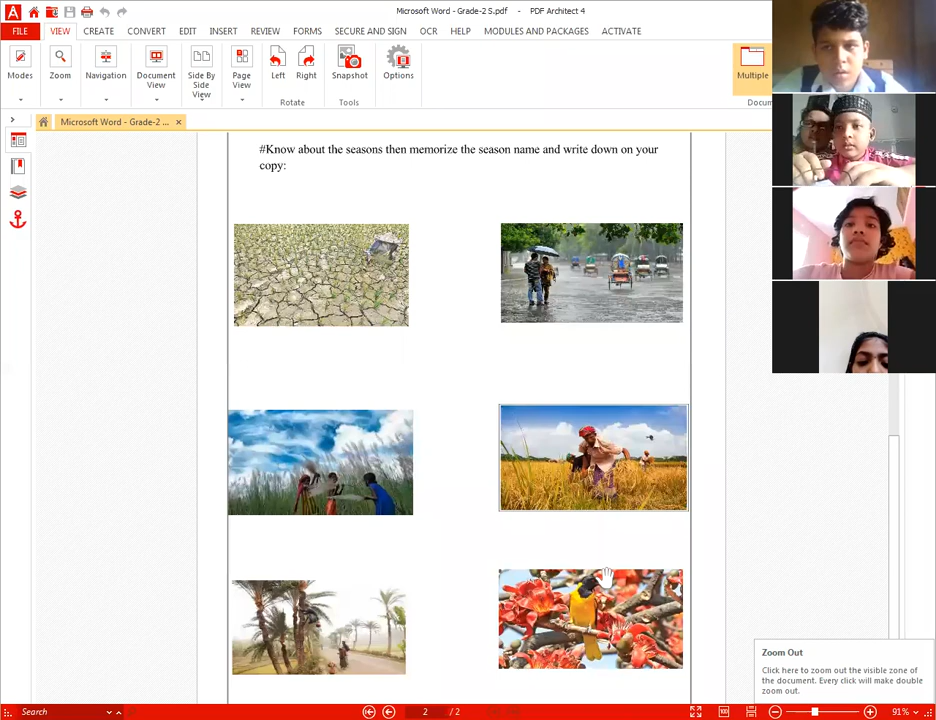 Microsoft Word - Grade-2 S.pdf - PDF Architect 4
FILE VIEW CREATE CONVERT EDIT INSERT REVIEW FORMS SECURE AND SIGN OCR HELP MODULES AND PACKAGES ACTIVATE
Modes
Zoom
Navigation
Document View
Side By Side View
Page View
Left
Right
Rotate
Snapshot
Tools
Options
Multiple
Docum
Microsoft Word - Grade-2 ... ×
#Know about the seasons then memorize the season name and write down on your
copy:
Zoom Out
Click here to zoom out the visible zone of
the document. Every click will make double
zoom out.
Search
2 / 2
91%